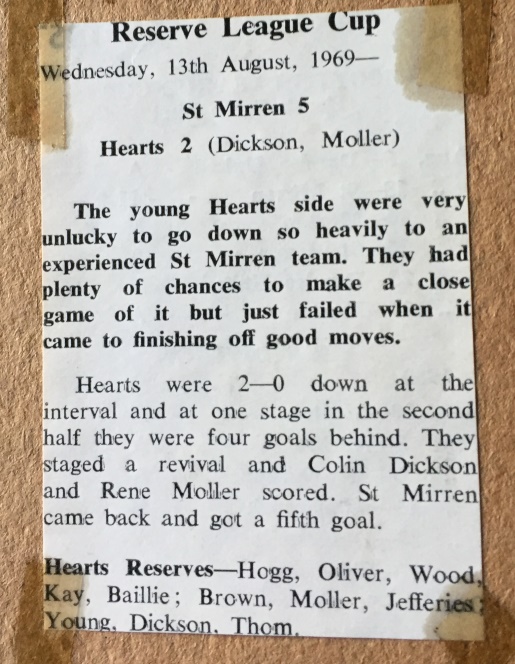 Reserve League Cup
Wednesday, 13th August, 1969—
St Mirren 5
Hearts 2 (Dickson, Moller)
The young Hearts side were very
unlucky to go down so heavily to an
experienced St Mirren team. They had
plenty of chances to make a close
game of it but just failed when it
came to finishing off good moves.
Hearts were 2—0 down at the
interval and at one stage in the second
half they were four goals behind. They
staged a revival and Colin Dickson
and Rene Moller scored. St Mirren
came back and got a fifth goal.
Hearts Reserves—Hogg, Oliver, Wood,
Kay, Baillie; Brown, Moller, Jefferies;
Young, Dickson, Thom.